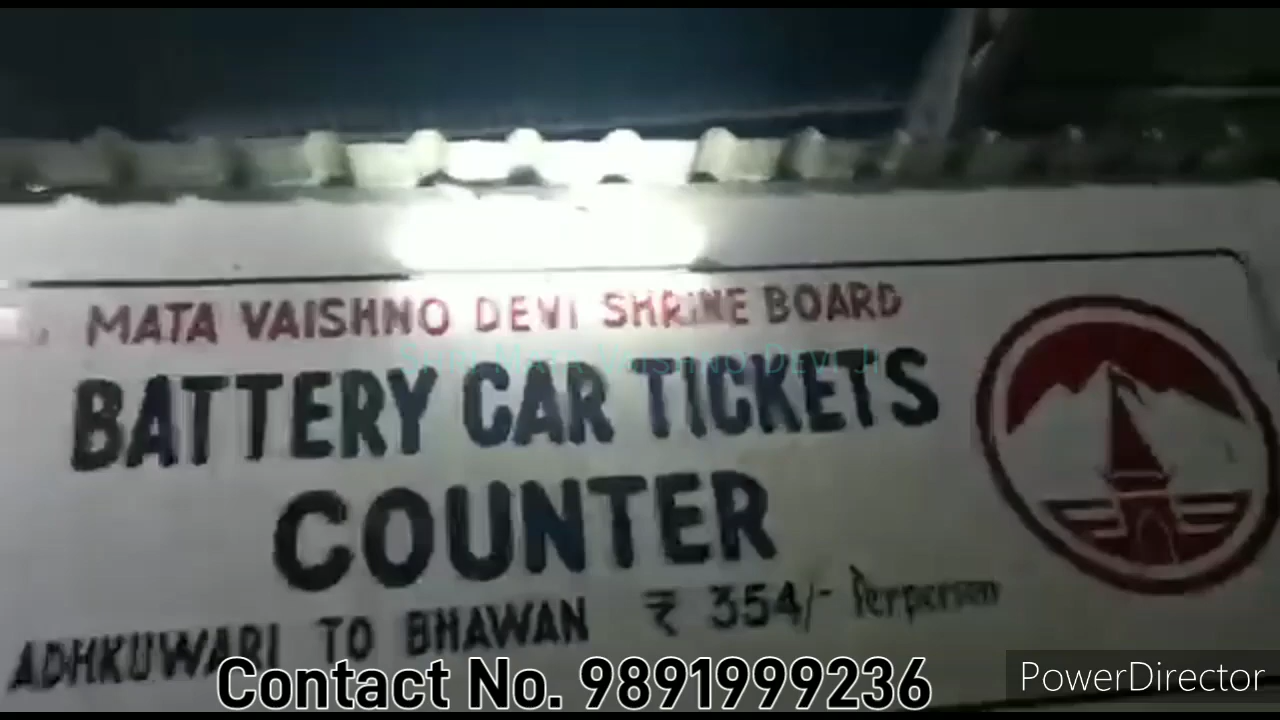 MATA VAISHNO DEVI SHRINE BOARD
BATTERY CAR TICKETS
COUNTER
ADHKUWARI TO BHAWAN ₹ 354/- Perperson
Contact No. 9891999236
PowerDirector